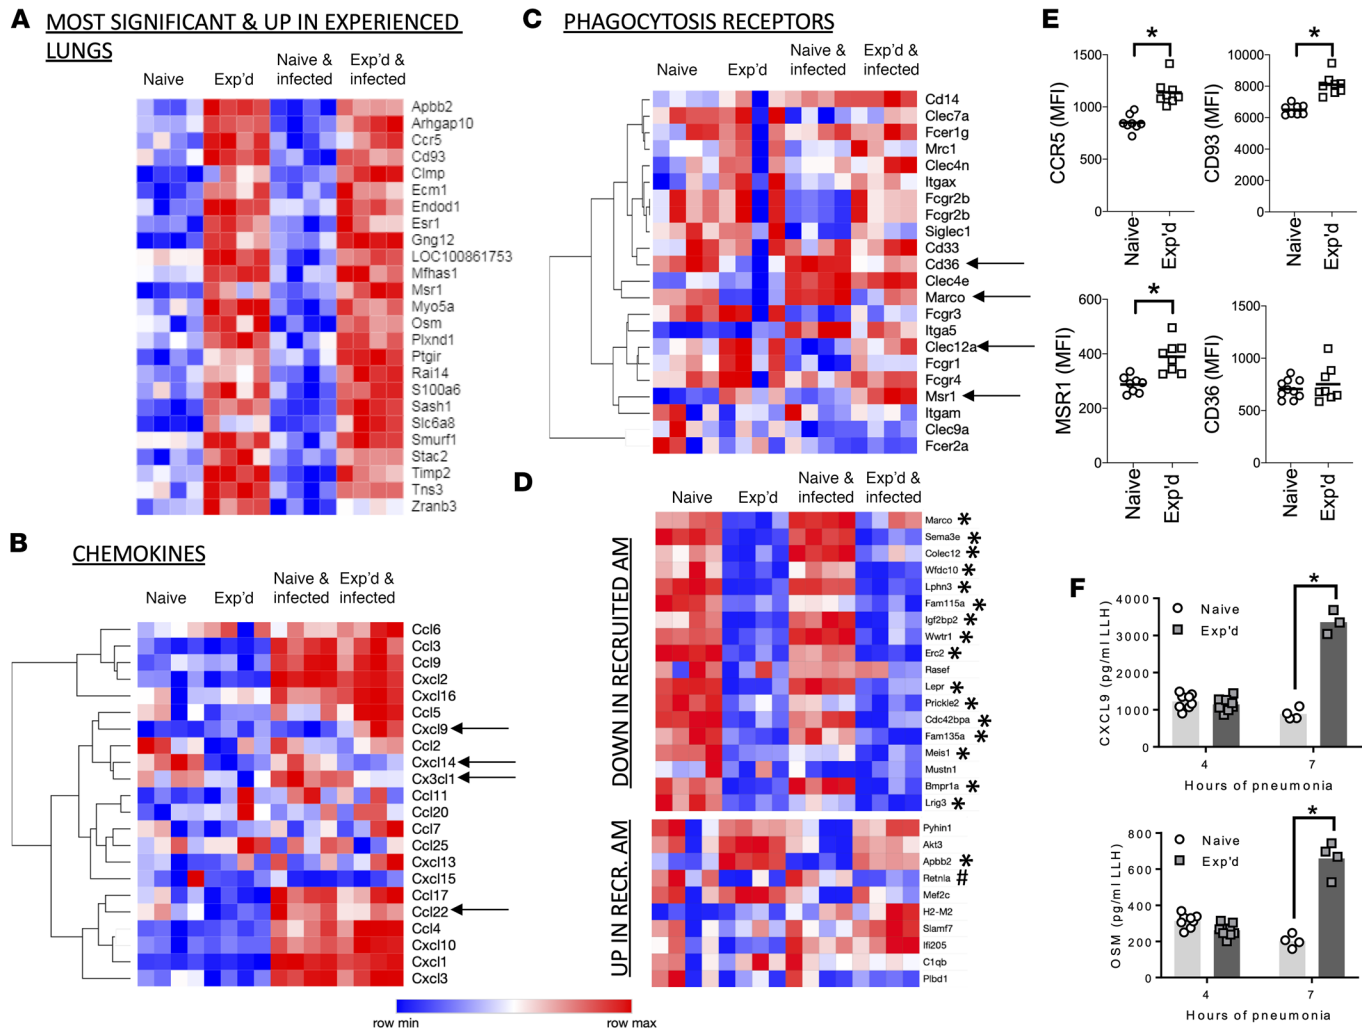 A
MOST SIGNIFICANT & UP IN EXPERIENCED
LUNGS
Naive
Exp'd
Naive &
infected
Exp'd &
infected
Apbb2
Arhgap10
Ccr5
Cd93
Clmp
Ecm1
Endod1
Esr1
Gng12
LOC100861753
Mfhas1
Msr1
Myo5a
Osm
Plxnd1
Ptgir
Rai14
S100a6
Sash1
Slc6a8
Smurf1
Stac2
Timp2
Tns3
Zranb3
B
CHEMOKINES
Naive
Exp'd
Naive &
infected
Exp'd &
infected
Ccl6
Ccl3
Ccl9
Cxcl2
Cxcl16
Ccl5
Cxcl9
Ccl2
Cxcl14
Cx3cl1
Ccl11
Ccl20
Ccl7
Ccl25
Cxcl13
Cxcl15
Ccl17
Ccl22
Ccl4
Cxcl10
Cxcl1
Cxcl3
row min
row max
C
PHAGOCYTOSIS RECEPTORS
Naive
Exp'd
Naive &
infected
Exp'd &
infected
Cd14
Clec7a
Fcer1g
Mrc1
Clec4n
Itgax
Fcgr2b
Fcgr2b
Siglec1
Cd33
Cd36
Clec4e
Marco
Fcgr3
Itga5
Clec12a
Fcgr1
Fcgr4
Msr1
Itgam
Clec9a
Fcer2a
D
Naive
Exp'd
Naive &
infected
Exp'd &
infected
DOWN IN RECRUITED AM
Marco *
Sema3e *
Colec12 *
Wfdc10 *
Lphn3 *
Fam115a *
Igf2bp2 *
Wwtr1 *
Erc2 *
Rasef
Lepr *
Prickle2 *
Cdc42bpa *
Fam135a *
Meis1 *
Mustn1
Bmpr1a *
Lrig3 *
UP IN RECR. AM
Pyhin1
Akt3
Apbb2 *
Retnla #
Mef2c
H2-M2
Slamf7
Ifi205
C1qb
Plbd1
E
*
CCR5 (MFI)
1500
1000
500
0
Naive
Exp'd
*
CD93 (MFI)
10000
8000
6000
4000
2000
0
Naive
Exp'd
*
MSR1 (MFI)
600
400
200
0
Naive
Exp'd
CD36 (MFI)
1500
1000
500
0
Naive
Exp'd
F
CXCL9 (pg/ml LLH)
4000
3000
2000
1000
0
Naive
Exp'd
*
4
7
Hours of pneumonia
OSM (pg/ml LLH)
800
600
400
200
0
Naive
Exp'd
*
4
7
Hours of pneumonia